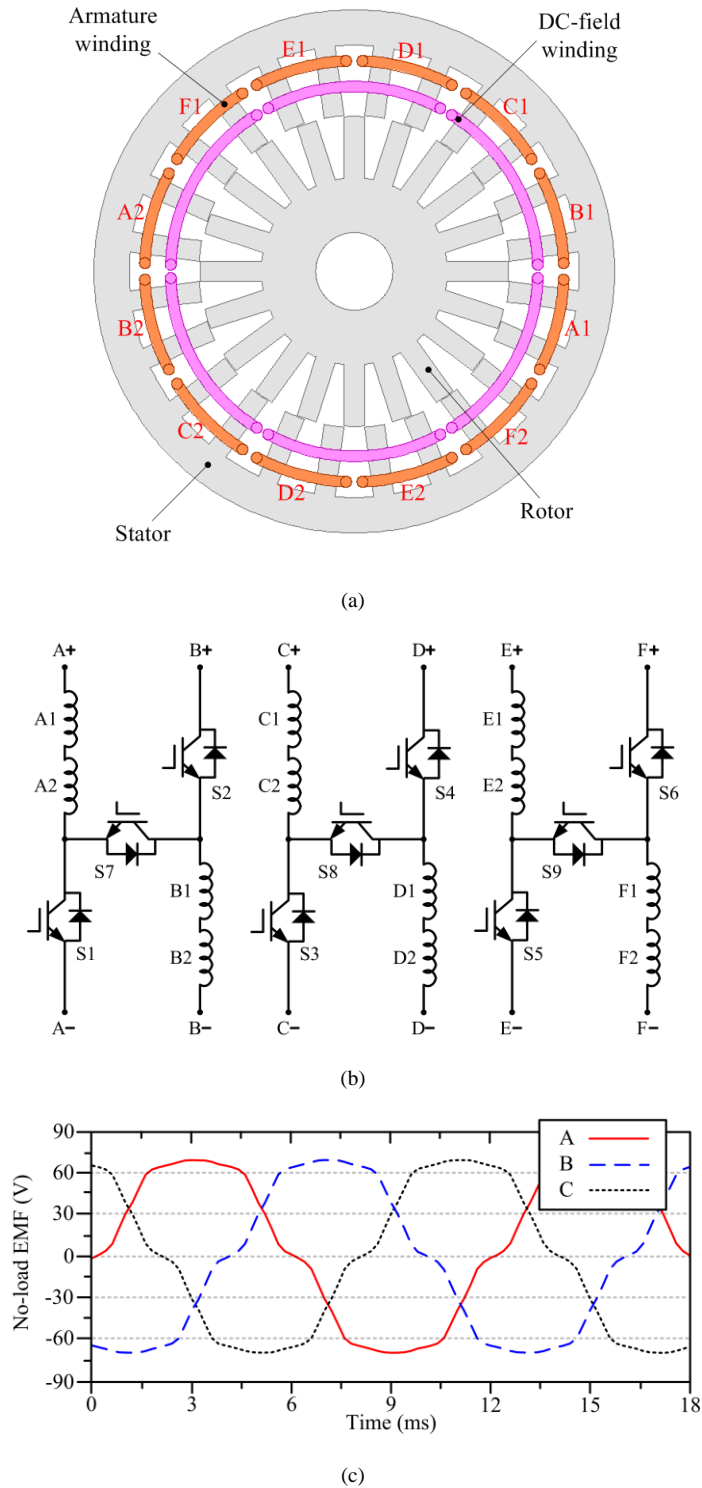 Armature
winding
DC-field
winding
E1
D1
F1
C1
A2
B1
B2
A1
C2
F2
D2
E2
Stator
Rotor
(a)
A+
B+
C+
D+
E+
F+
A1
C1
E1
A2
S2
C2
S4
E2
S6
S7
S8
S9
B1
D1
F1
S1
B2
S3
D2
S5
F2
A-
B-
C-
D-
E-
F-
(b)
No-load EMF (V)
90
60
30
0
-30
-60
-90
A
B
C
0
3
6
9
12
15
18
Time (ms)
(c)